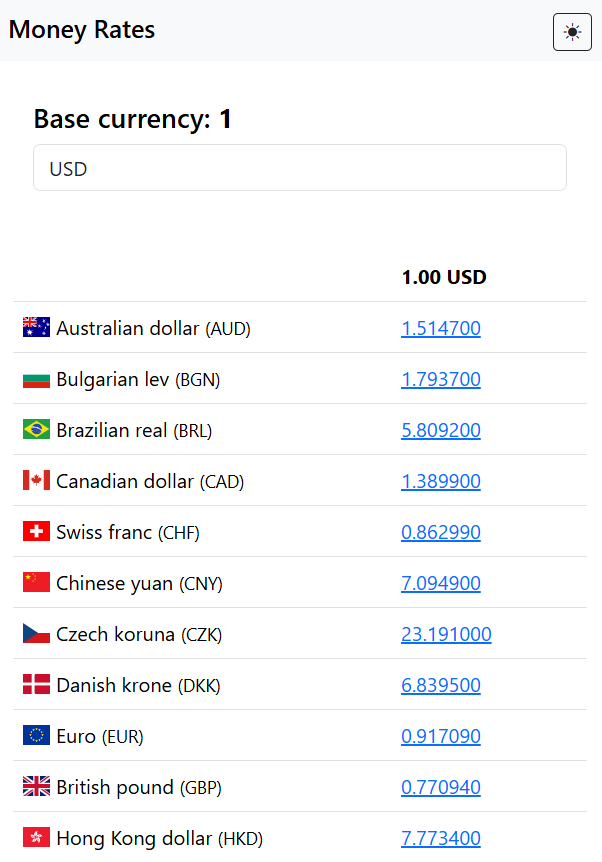 Money Rates
Base currency: 1
USD
1.00 USD
Australian dollar (AUD) 1.514700
Bulgarian lev (BGN) 1.793700
Brazilian real (BRL) 5.809200
Canadian dollar (CAD) 1.389900
Swiss franc (CHF) 0.862990
Chinese yuan (CNY) 7.094900
Czech koruna (CZK) 23.191000
Danish krone (DKK) 6.839500
Euro (EUR) 0.917090
British pound (GBP) 0.770940
Hong Kong dollar (HKD) 7.773400